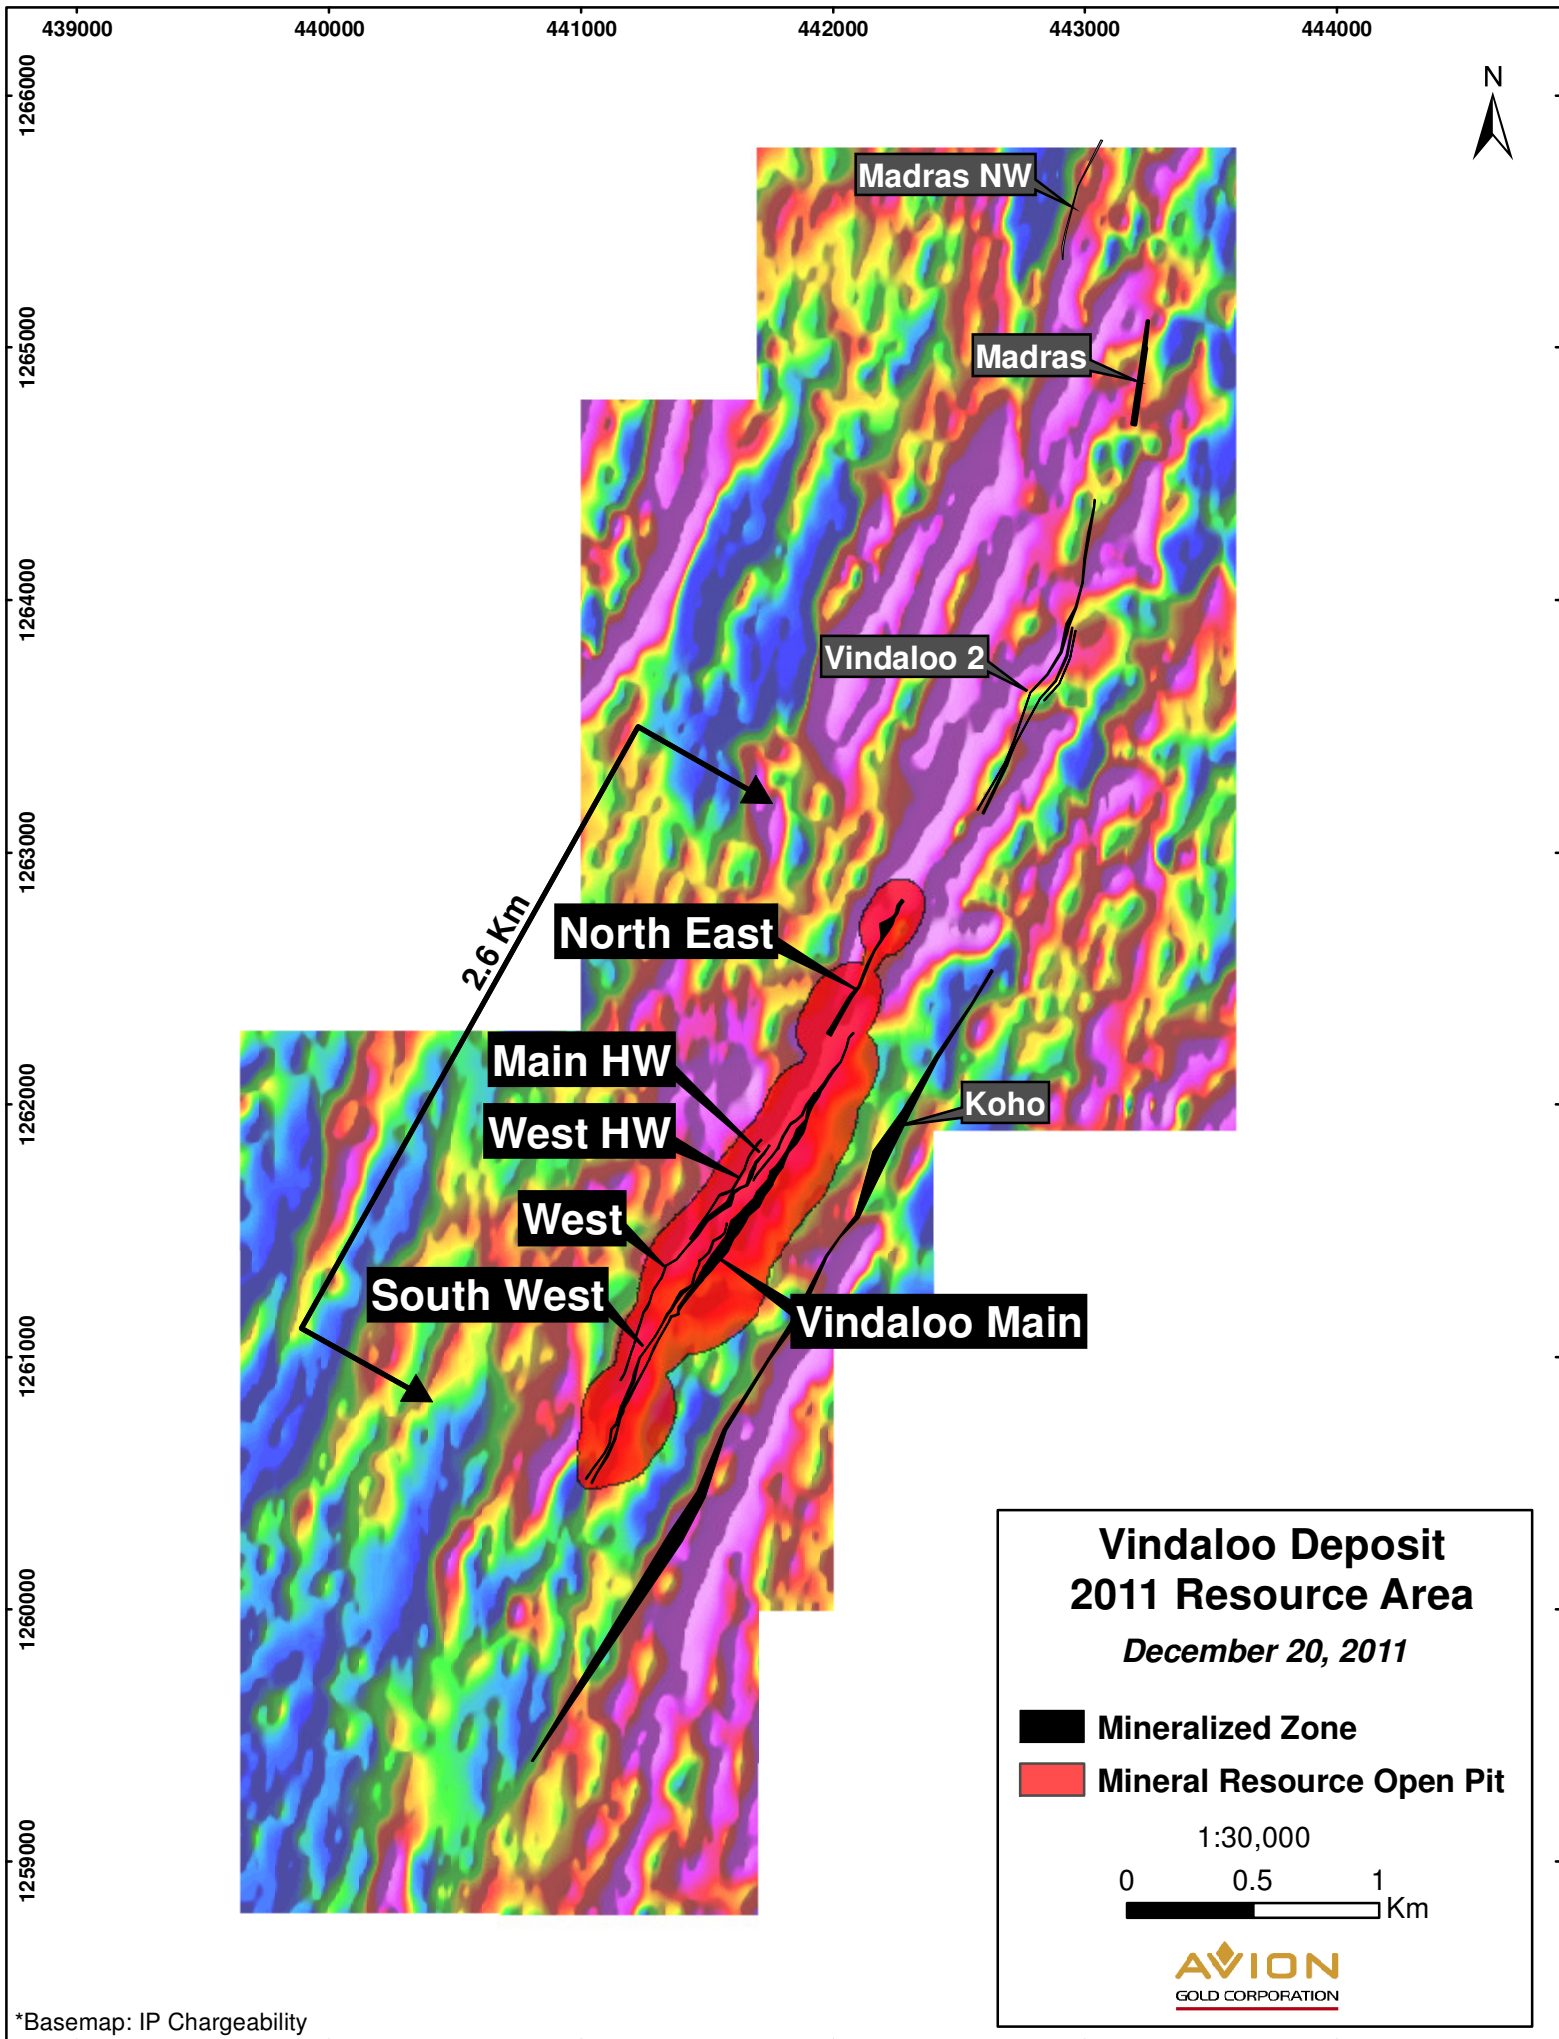 439000 440000 441000 442000 443000 444000
1266000
N
Madras NW
1265000
Madras
1264000
Vindaloo 2
1263000
2.6 Km
North East
1262000
Main HW
Koho
West HW
West
South West
Vindaloo Main
1261000
1260000
1259000
Vindaloo Deposit
2011 Resource Area
December 20, 2011
Mineralized Zone
Mineral Resource Open Pit
1:30,000
0 0.5 1
Km
AVION
GOLD CORPORATION
*Basemap: IP Chargeability